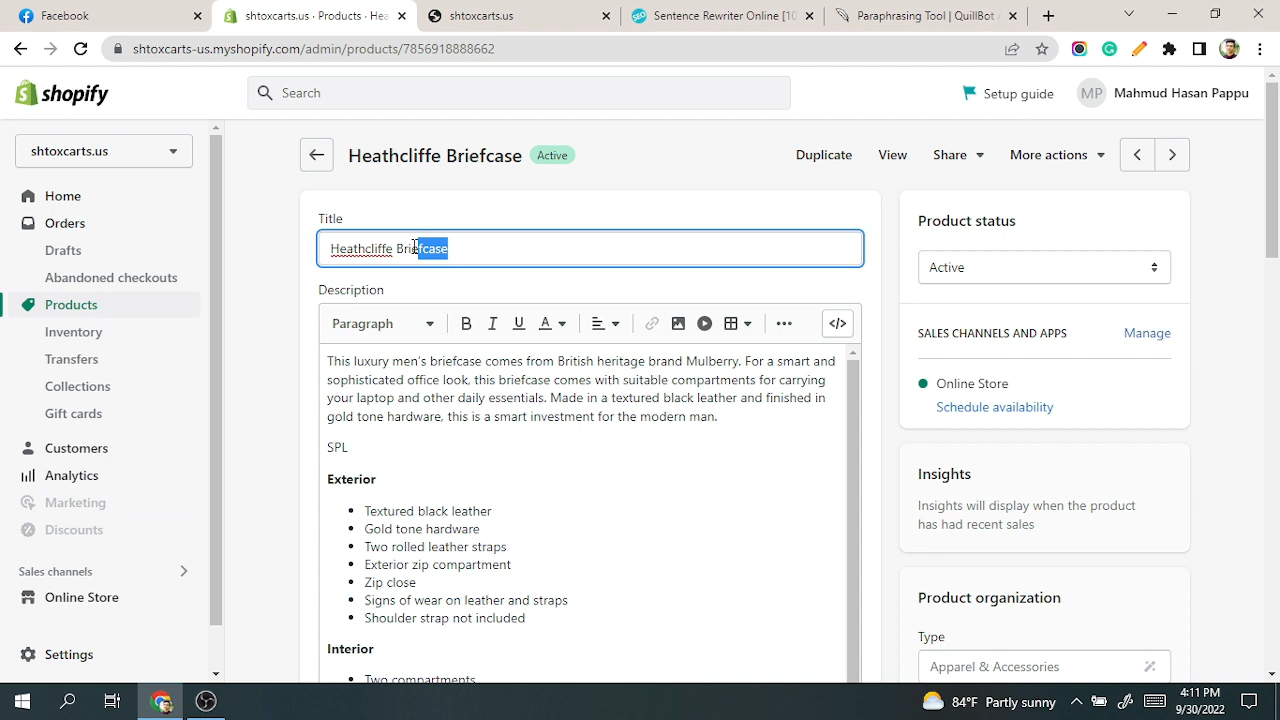 Facebook
shtoxcarts.us · Products · Hea
shtoxcarts.us
Sentence Rewriter Online [10
Paraphrasing Tool | QuillBot
shtoxcarts-us.myshopify.com/admin/products/7856918888662
shopify
Search
Setup guide
MP
Mahmud Hasan Pappu
shtoxcarts.us
Home
Orders
Drafts
Abandoned checkouts
Products
Inventory
Transfers
Collections
Gift cards
Customers
Analytics
Marketing
Discounts
Sales channels
Online Store
Settings
Heathcliffe Briefcase
Active
Duplicate
View
Share
More actions
Title
Heathcliffe Briefcase
Description
Paragraph
B I U A
This luxury men's briefcase comes from British heritage brand Mulberry. For a smart and
sophisticated office look, this briefcase comes with suitable compartments for carrying
your laptop and other daily essentials. Made in a textured black leather and finished in
gold tone hardware, this is a smart investment for the modern man.
SPL
Exterior
• Textured black leather
• Gold tone hardware
• Two rolled leather straps
• Exterior zip compartment
• Zip close
• Signs of wear on leather and straps
• Shoulder strap not included
Interior
• Two compartments
Product status
Active
SALES CHANNELS AND APPS
Manage
Online Store
Schedule availability
Insights
Insights will display when the product
has had recent sales
Product organization
Type
Apparel & Accessories
84°F Partly sunny
4:11 PM
9/30/2022